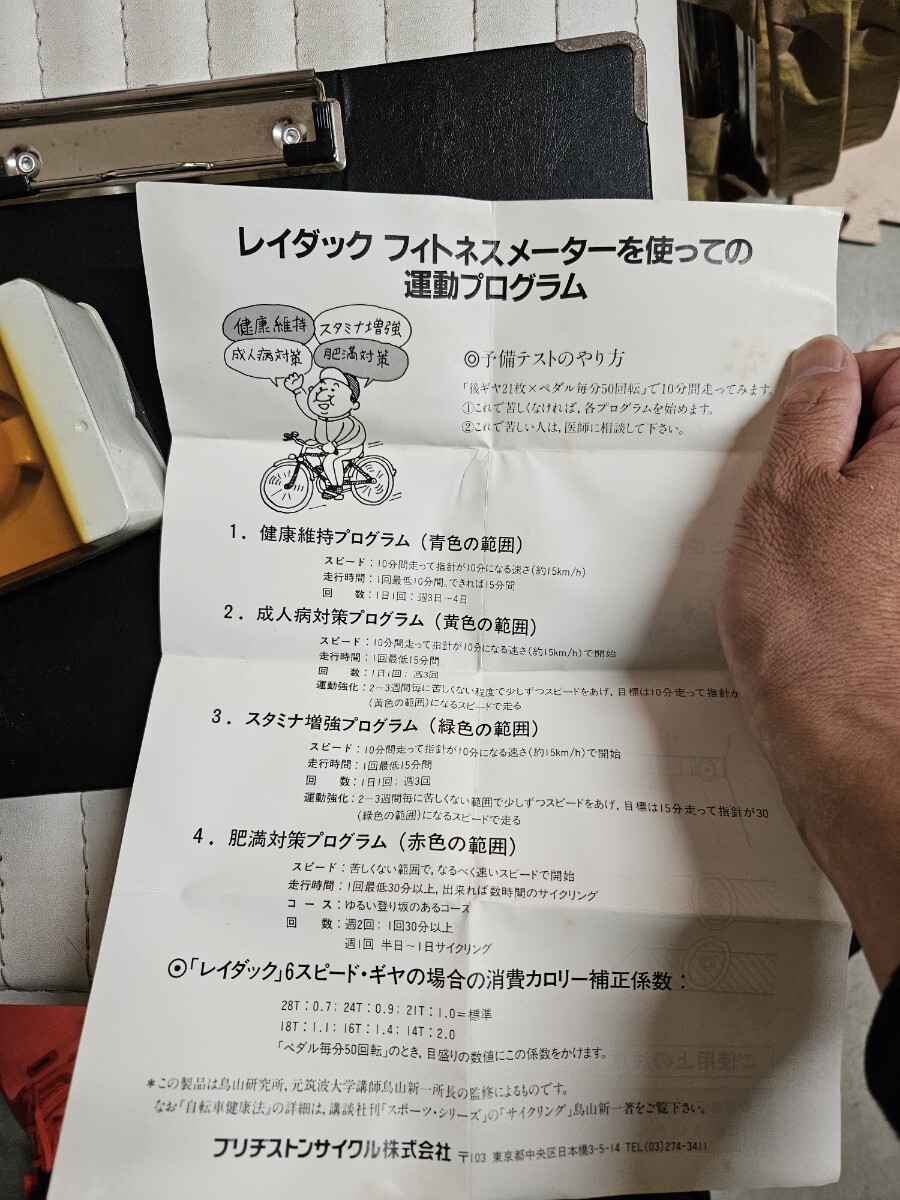 レイダック フィトネスメーターを使っての
運動プログラム
健康維持
スタミナ増強
成人病対策
肥満対策
◎予備テストのやり方
「後ギヤ21枚×ペダル毎分50回転」で10分間走ってみます。
①これで苦しくなければ,各プログラムを始めます。
②これで苦しい人は,医師に相談して下さい。
1. 健康維持プログラム（青色の範囲）
スピード：10分間走って指針が10分になる速さ(約15km/h)
走行時間：1回最低10分間。できれば15分間
回　数：1日1回：週3日〜4日
2. 成人病対策プログラム（黄色の範囲）
スピード：10分間走って指針が10分になる速さ(約15km/h)で開始
走行時間：1回最低15分間
回　数：1日1回：週3回
運動強化：2〜3週間毎に苦しくない程度で少しずつスピードをあげ,目標は10分走って指針が
（黄色の範囲）になるスピードで走る
3. スタミナ増強プログラム（緑色の範囲）
スピード：10分間走って指針が10分になる速さ(約15km/h)で開始
走行時間：1回最低15分間
回　数：1日1回：週3回
運動強化：2〜3週間毎に苦しくない範囲で少しずつスピードをあげ,目標は15分走って指針が30
（緑色の範囲）になるスピードで走る
4. 肥満対策プログラム（赤色の範囲）
スピード：苦しくない範囲で,なるべく速いスピードで開始
走行時間：1回最低30分以上,出来れば数時間のサイクリング
コース：ゆるい登り坂のあるコース
回　数：週2回：1回30分以上
週1回 半日〜1日サイクリング
⦿「レイダック」6スピード・ギヤの場合の消費カロリー補正係数：
28T：0.7；24T：0.9；21T：1.0＝標準
18T：1.1；16T：1.4；14T：2.0
「ペダル毎分50回転」のとき,目盛りの数値にこの係数をかけます。
＊この製品は鳥山研究所,元筑波大学講師鳥山新一所長の監修によるものです。
なお「自転車健康法」の詳細は,講談社刊「スポーツ・シリーズ」の「サイクリング」鳥山新一著をご覧下さい。
ブリヂストンサイクル株式会社 〒103 東京都中央区日本橋3-5-14 TEL(03)274-3411